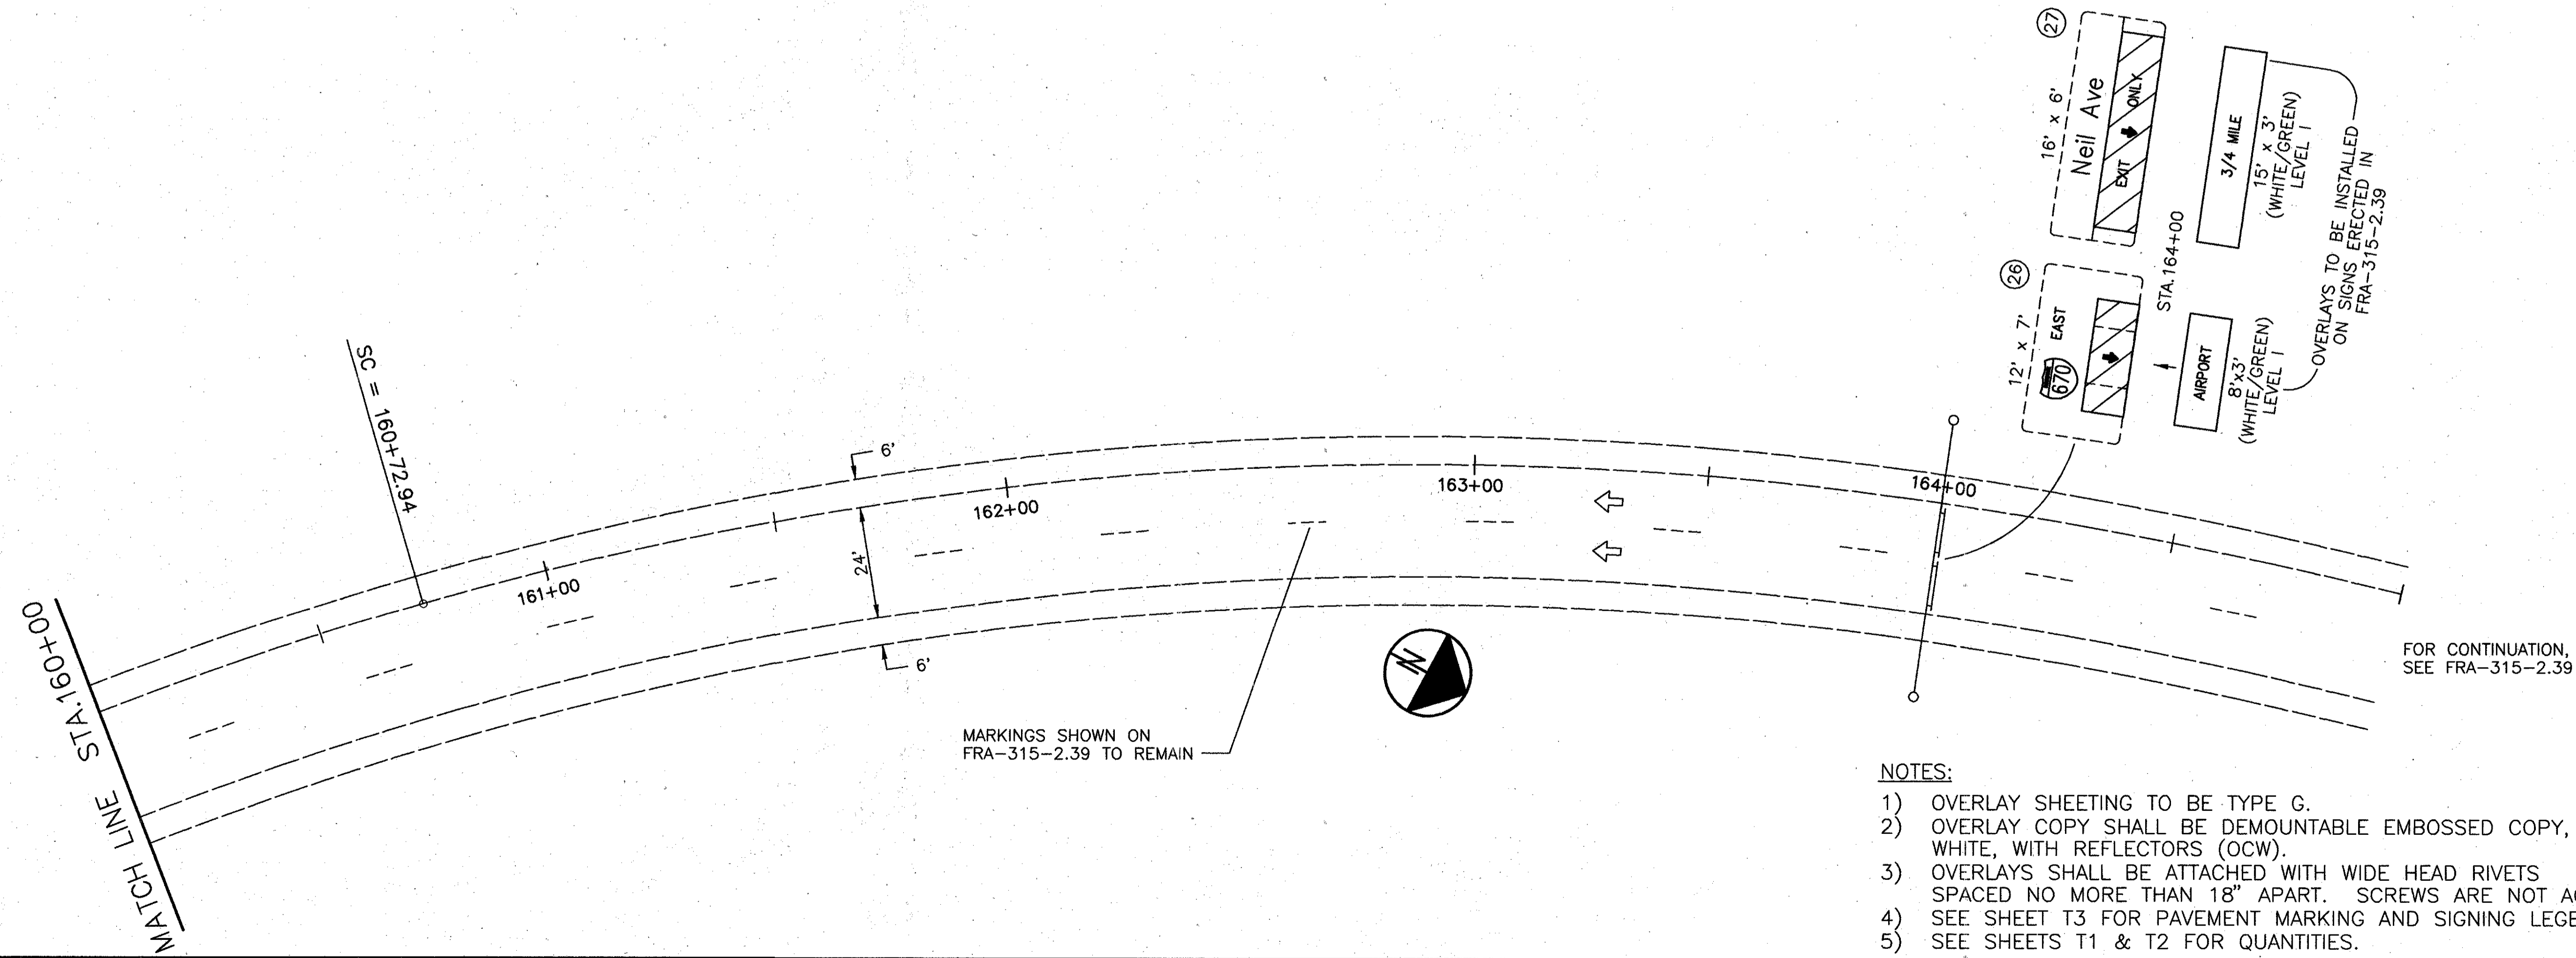 27
16' x 6'
Neil Ave
EXIT ONLY
3/4 MILE
15' x 3'
(WHITE/GREEN)
LEVEL I
26
12' x 7'
670 EAST
STA.164+00
AIRPORT
8'x3'
(WHITE/GREEN)
LEVEL I
OVERLAYS TO BE INSTALLED
ON SIGNS ERECTED IN
FRA-315-2.39
SC = 160+72.94
6'
24'
6'
161+00
162+00
163+00
164+00
MATCH LINE STA.160+00
N
MARKINGS SHOWN ON
FRA-315-2.39 TO REMAIN
FOR CONTINUATION,
SEE FRA-315-2.39
NOTES:
1) OVERLAY SHEETING TO BE TYPE G.
2) OVERLAY COPY SHALL BE DEMOUNTABLE EMBOSSED COPY,
WHITE, WITH REFLECTORS (OCW).
3) OVERLAYS SHALL BE ATTACHED WITH WIDE HEAD RIVETS
SPACED NO MORE THAN 18" APART. SCREWS ARE NOT
4) SEE SHEET T3 FOR PAVEMENT MARKING AND SIGNING
5) SEE SHEETS T1 & T2 FOR QUANTITIES.